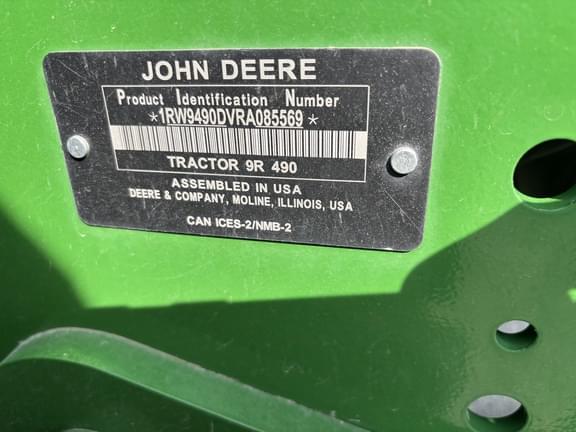 JOHN DEERE
Product Identification Number
*1RW9490DVRA085569*
TRACTOR 9R 490
ASSEMBLED IN USA
DEERE & COMPANY, MOLINE, ILLINOIS, USA
CAN ICES-2/NMB-2